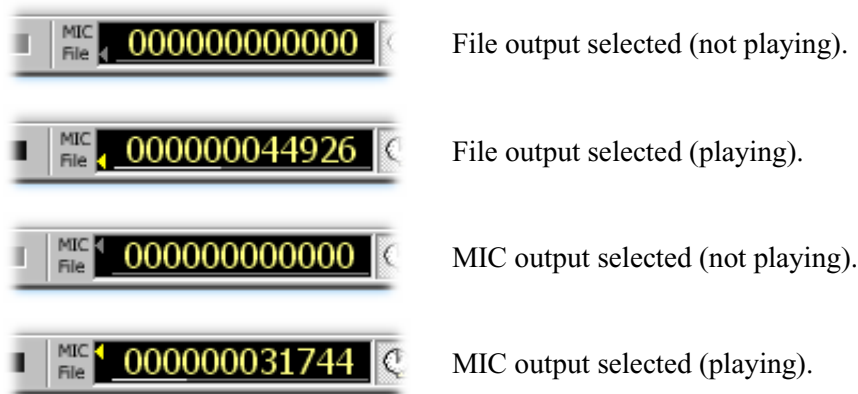 MIC
File 000000000000 File output selected (not playing).
MIC
File 000000044926 File output selected (playing).
MIC
File 000000000000 MIC output selected (not playing).
MIC
File 000000031744 MIC output selected (playing).